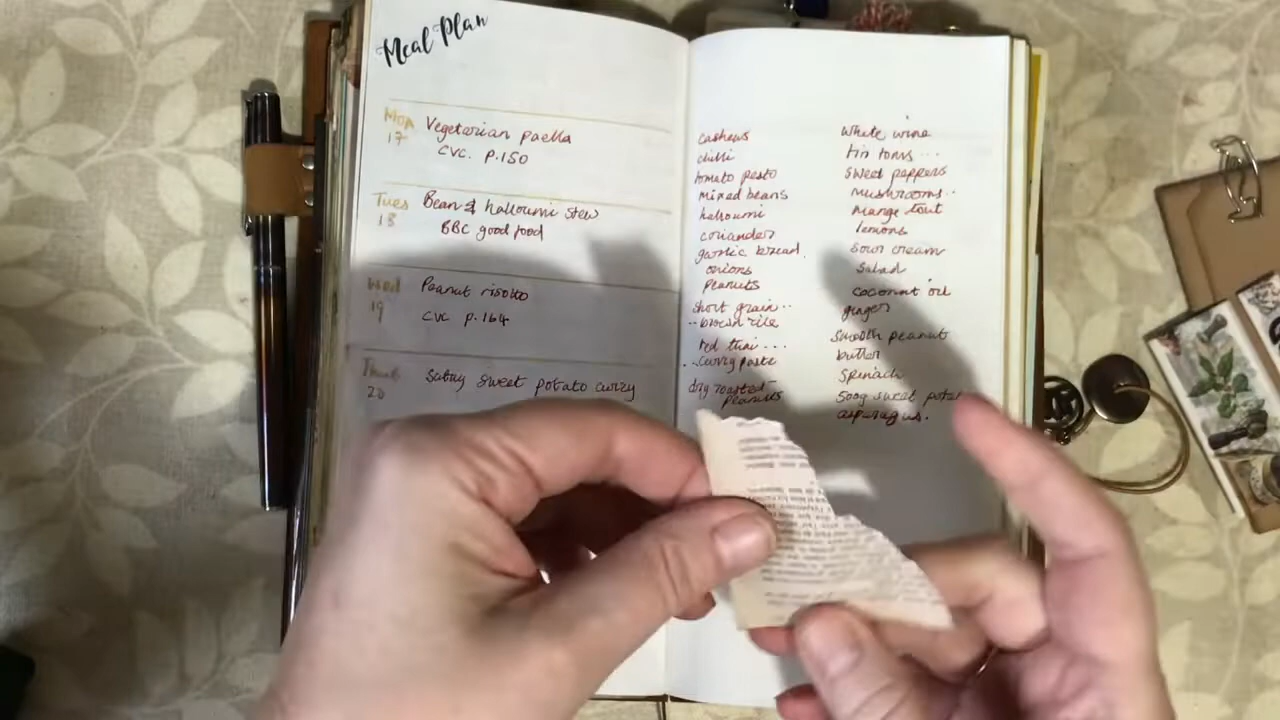 Meal Plan
Mon
17
Vegetarian paella
CVC. P.150
Tues
18
Bean & halloumi stew
BBC good food
Wed
19
Peanut risotto
CVC P.164
Thurs
20
Satay sweet potato curry
cashews
chilli
tomato pesto
mixed beans
halloumi
coriander
garlic bread.
onions
Peanuts
short grain..
..brown rice
red thai....
..curry paste
dry roasted
Peanuts
White wine
tin toms...
Sweet peppers
mushrooms..
Mange tout
lemons
Sour cream
Salad
coconut oil
ginger
Smooth peanut
butter
Spinach
500g sweet
asparagus.